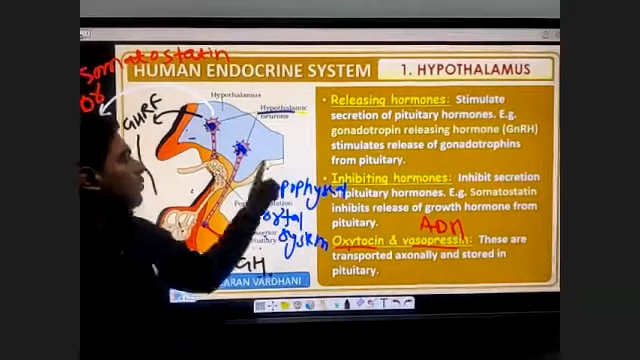 Somatostatin
or
HUMAN ENDOCRINE SYSTEM
1. HYPOTHALAMUS
GHRF
Hypothalamus
Hypothalamic
neurons
pophysial
portal
system
GH
ARAN VARDHANI
• Releasing hormones: Stimulate
secretion of pituitary hormones. E.g.
gonadotropin releasing hormone (GnRH)
stimulates release of gonadotrophins
from pituitary.
• Inhibiting hormones: Inhibit secretion
of pituitary hormones. E.g. Somatostatin
inhibits release of growth hormone from
pituitary.
ADH
• Oxytocin & vasopressin: These are
transported axonally and stored in
pituitary.